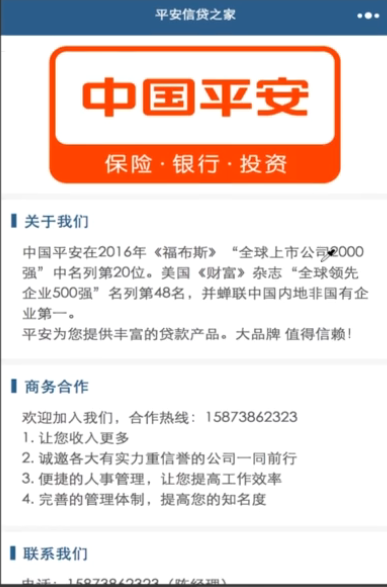 平安信贷之家
中国平安
保险·银行·投资
关于我们
中国平安在2016年《福布斯》“全球上市公司2000
强”中名列第20位。美国《财富》杂志“全球领先
企业500强”名列第48名，并蝉联中国内地非国有企
业第一。
平安为您提供丰富的贷款产品。大品牌 值得信赖！
商务合作
欢迎加入我们，合作热线：15873862323
1. 让您收入更多
2. 诚邀各大有实力重信誉的公司一同前行
3. 便捷的人事管理，让您提高工作效率
4. 完善的管理体制，提高您的知名度
联系我们
电话：15873862323（陈经理）